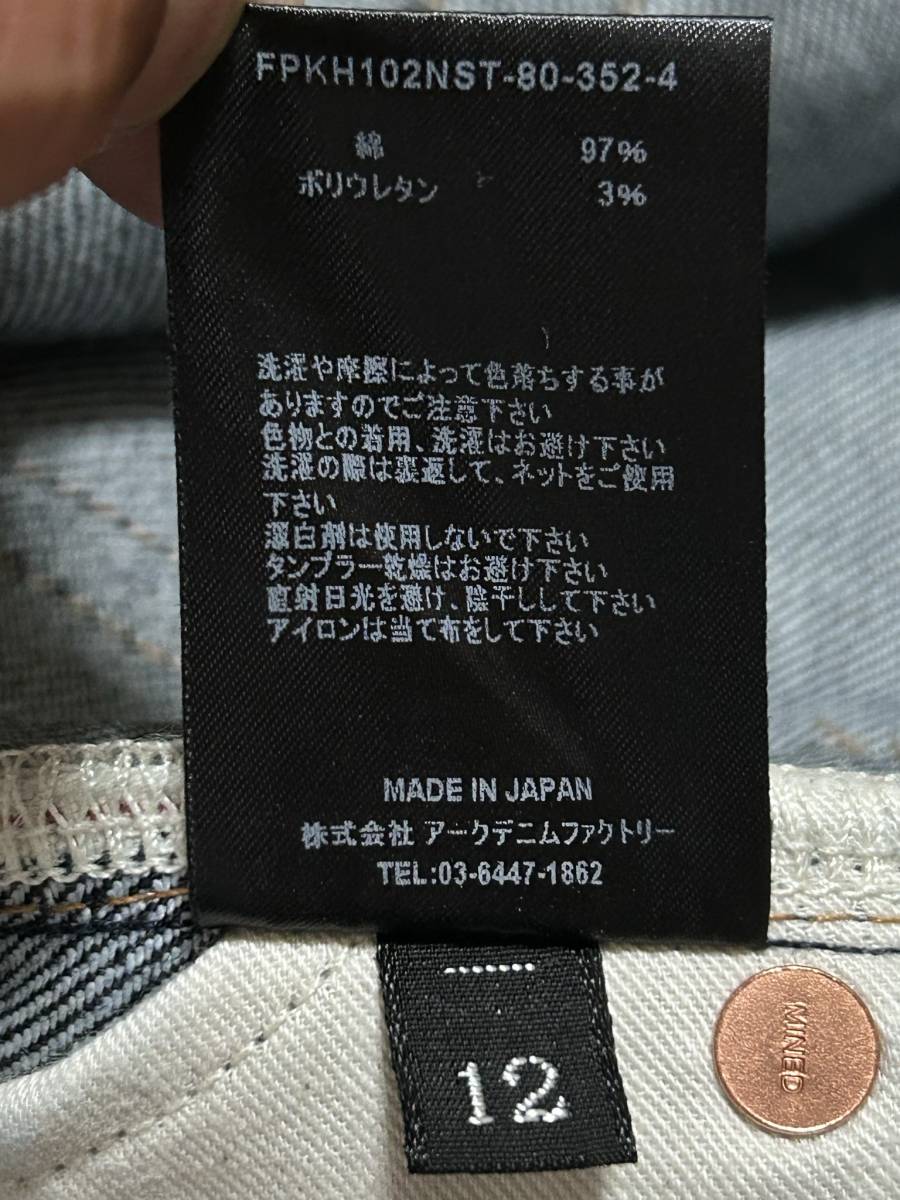 FPKH102NST-80-352-4
綿 97%
ポリウレタン 3%
洗濯や摩擦によって色落ちする事が
ありますのでご注意下さい
色物との着用、洗濯はお避け下さい
洗濯の際は裏返して、ネットをご使用
下さい
漂白剤は使用しないで下さい
タンブラー乾燥はお避け下さい
直射日光を避け、陰干しして下さい
アイロンは当て布をして下さい
MADE IN JAPAN
株式会社 アークデニムファクトリー
TEL:03-6447-1862
12
MINED